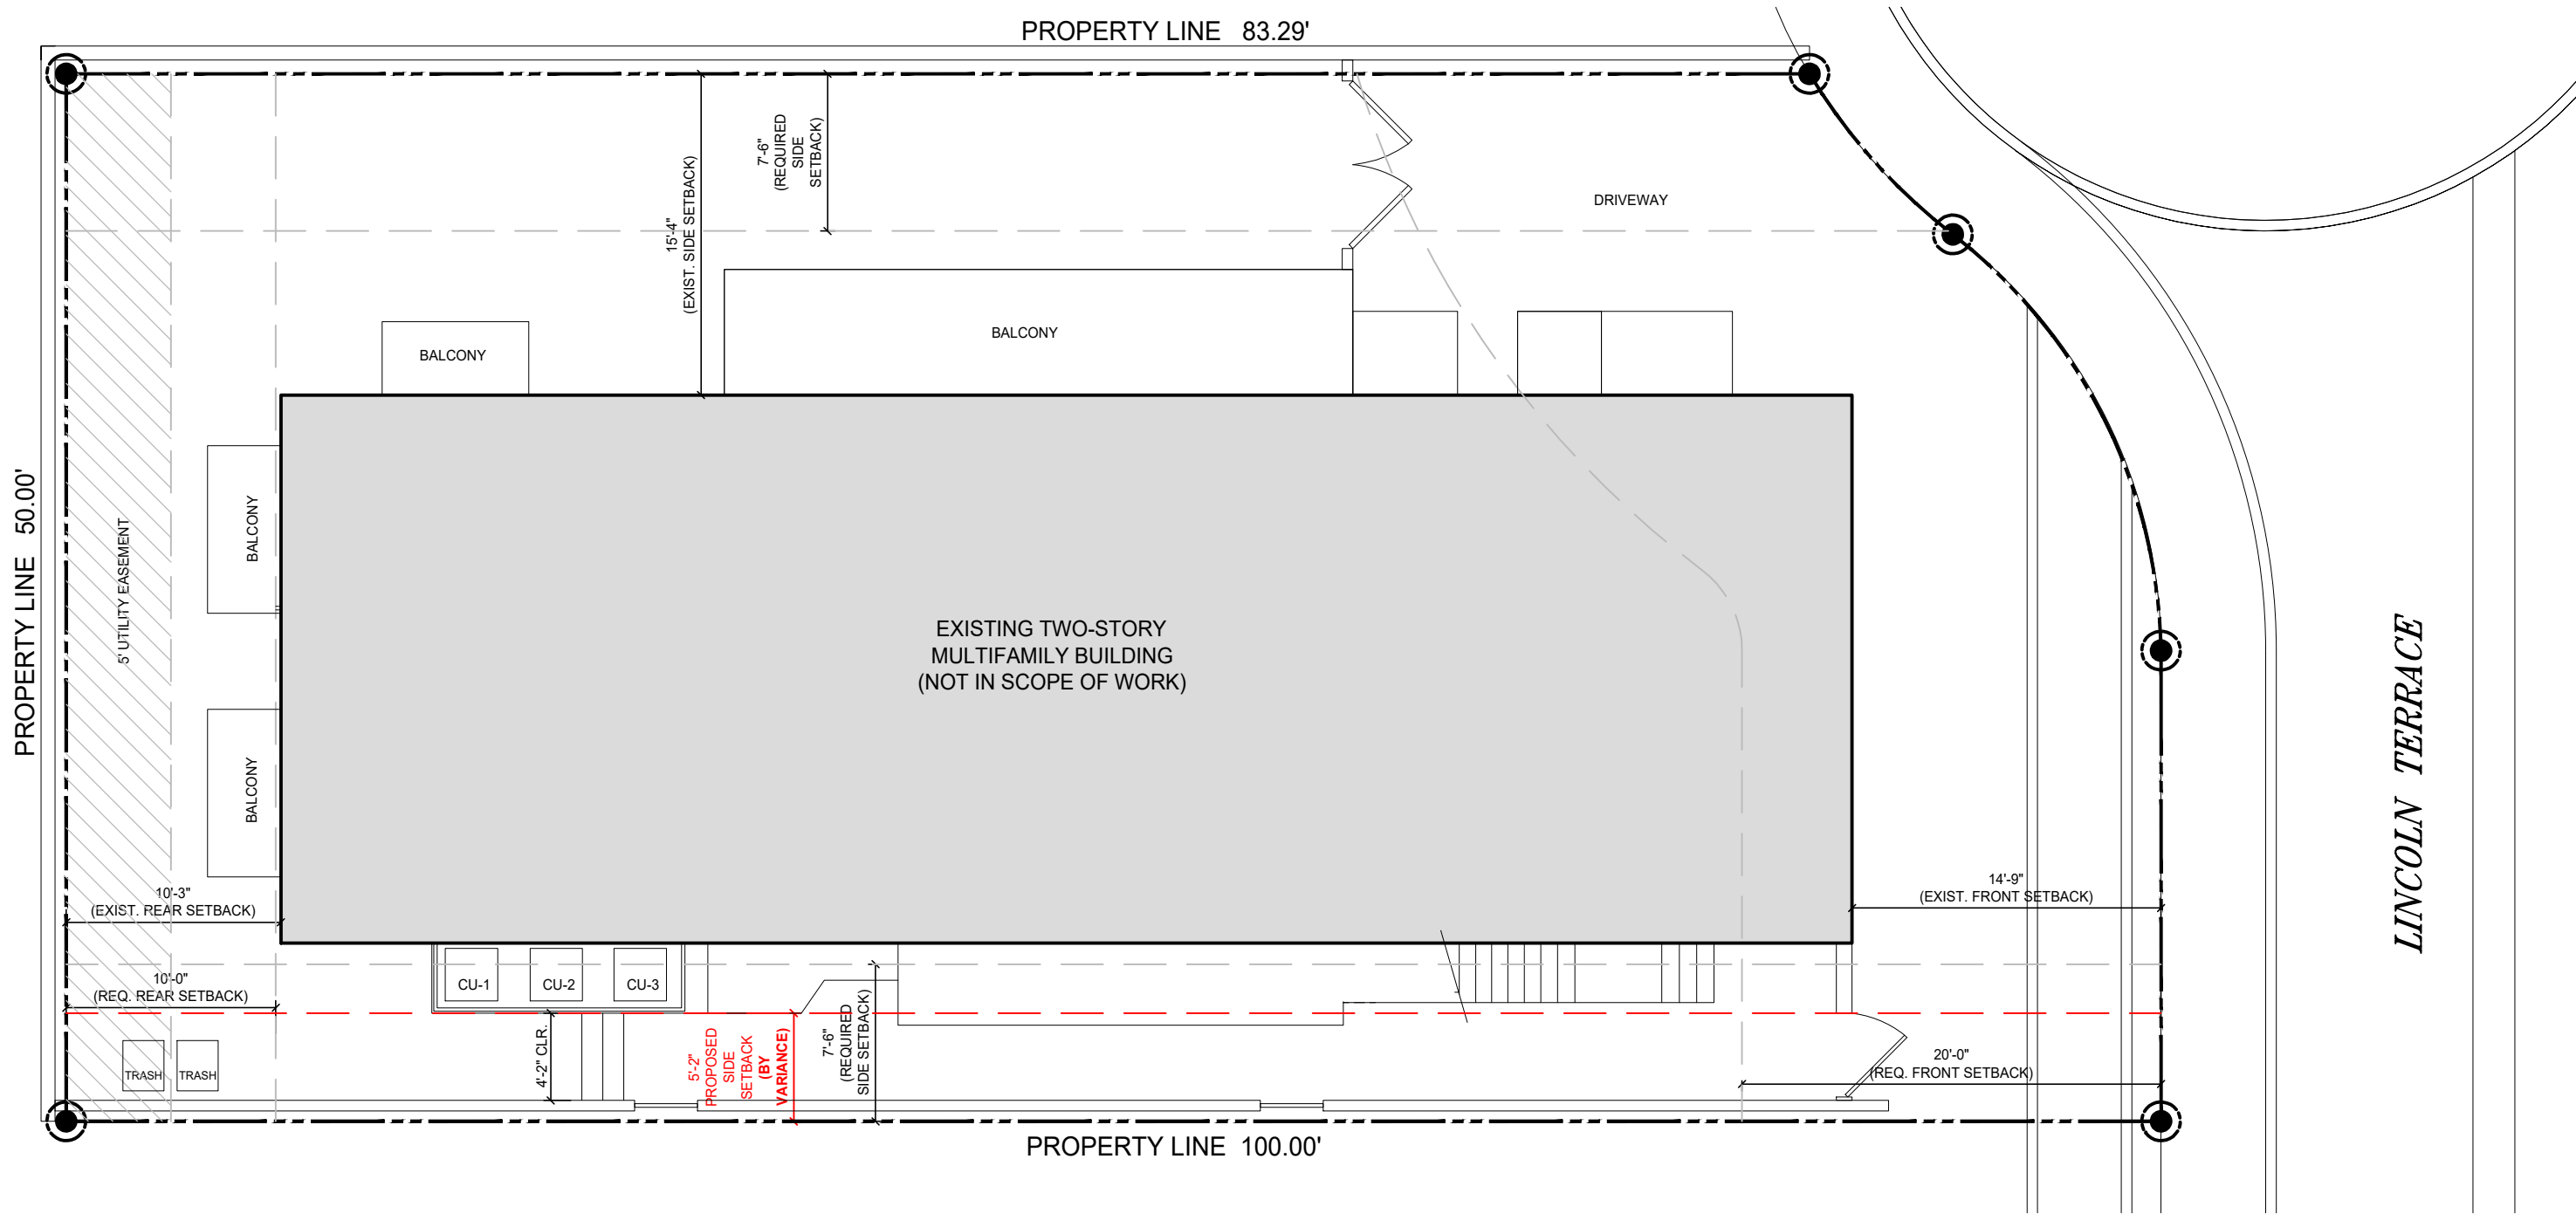 PROPERTY LINE 83.29'
7'-6"
(REQUIRED
SIDE
SETBACK)
15'-4"
(EXIST. SIDE SETBACK)
DRIVEWAY
BALCONY
BALCONY
PROPERTY LINE 50.00'
5' UTILITY EASEMENT
BALCONY
BALCONY
EXISTING TWO-STORY
MULTIFAMILY BUILDING
(NOT IN SCOPE OF WORK)
LINCOLN TERRACE
10'-3"
(EXIST. REAR SETBACK)
14'-9"
(EXIST. FRONT SETBACK)
10'-0"
(REQ. REAR SETBACK)
CU-1
CU-2
CU-3
TRASH
TRASH
4'-2" CLR.
5'-2"
PROPOSED
SIDE
SETBACK
(BY
VARIANCE)
7'-6"
(REQUIRED
SIDE SETBACK)
20'-0"
(REQ. FRONT SETBACK)
PROPERTY LINE 100.00'